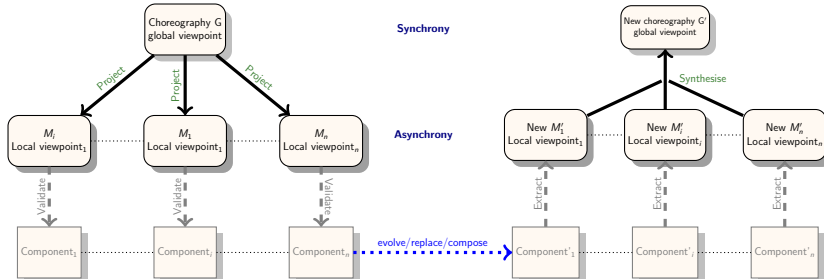 Choreography G
global viewpoint
Synchrony
New choreography G′
global viewpoint
Project
Project
Project
Synthesise
M_i
Local viewpoint_1
M_1
Local viewpoint_1
M_n
Local viewpoint_n
Asynchrony
New M′_1
Local viewpoint_1
New M′_i
Local viewpoint_i
New M′_n
Local viewpoint_n
Validate
Validate
Validate
Extract
Extract
Extract
Component_1
Component_i
Component_n
evolve/replace/compose
Component'_1
Component'_i
Component'_n